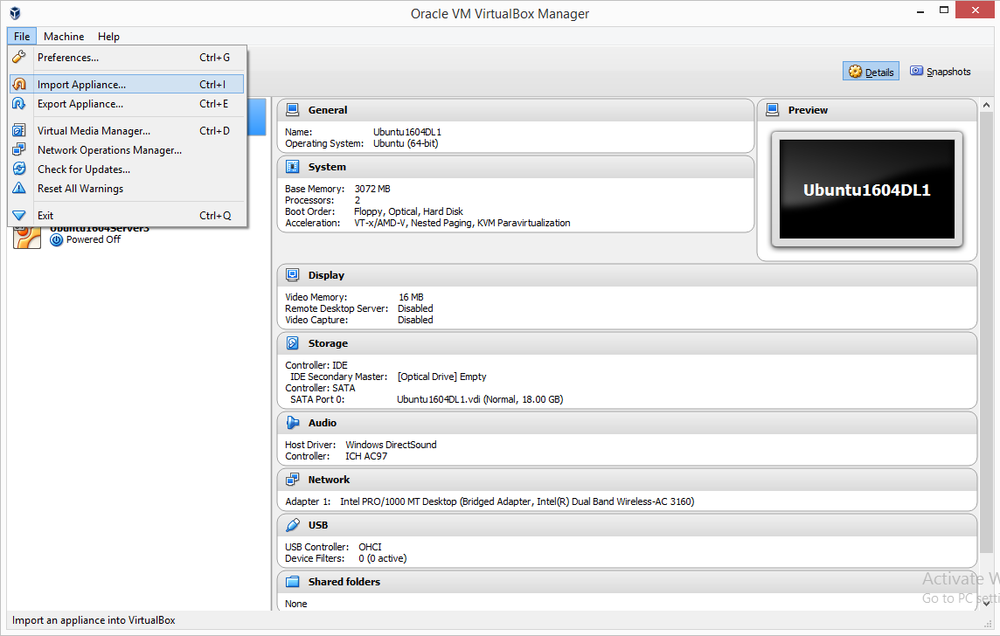 Oracle VM VirtualBox Manager
File Machine Help
Preferences... Ctrl+G
Import Appliance... Ctrl+I
Export Appliance... Ctrl+E
Virtual Media Manager... Ctrl+D
Network Operations Manager...
Check for Updates...
Reset All Warnings
Exit Ctrl+Q
Ubuntu1604Server3
Powered Off
Details Snapshots
General
Name: Ubuntu1604DL1
Operating System: Ubuntu (64-bit)
System
Base Memory: 3072 MB
Processors: 2
Boot Order: Floppy, Optical, Hard Disk
Acceleration: VT-x/AMD-V, Nested Paging, KVM Paravirtualization
Preview
Ubuntu1604DL1
Display
Video Memory: 16 MB
Remote Desktop Server: Disabled
Video Capture: Disabled
Storage
Controller: IDE
IDE Secondary Master: [Optical Drive] Empty
Controller: SATA
SATA Port 0: Ubuntu1604DL1.vdi (Normal, 18.00 GB)
Audio
Host Driver: Windows DirectSound
Controller: ICH AC97
Network
Adapter 1: Intel PRO/1000 MT Desktop (Bridged Adapter, Intel(R) Dual Band Wireless-AC 3160)
USB
USB Controller: OHCI
Device Filters: 0 (0 active)
Shared folders
None
Activate W
Go to PC setti
Import an appliance into VirtualBox